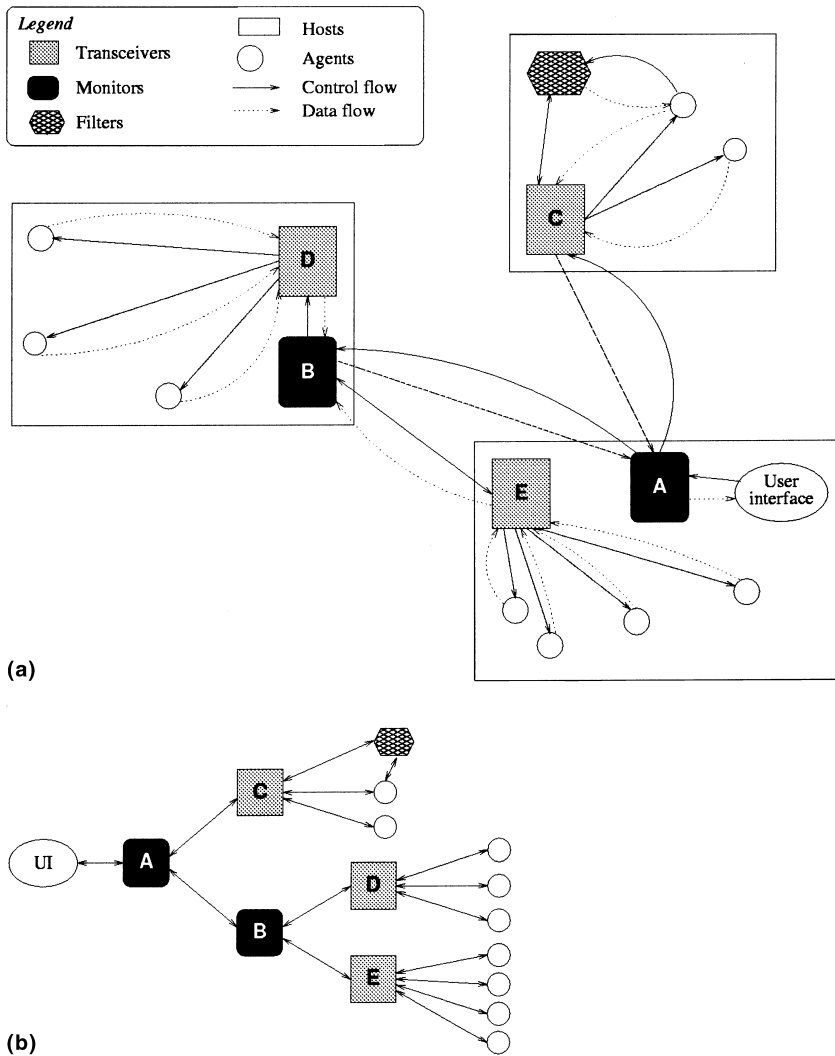 Legend
Transceivers
Monitors
Filters
Hosts
Agents
Control flow
Data flow
C
D
B
E
A
User
interface
(a)
C
UI
A
D
B
E
(b)